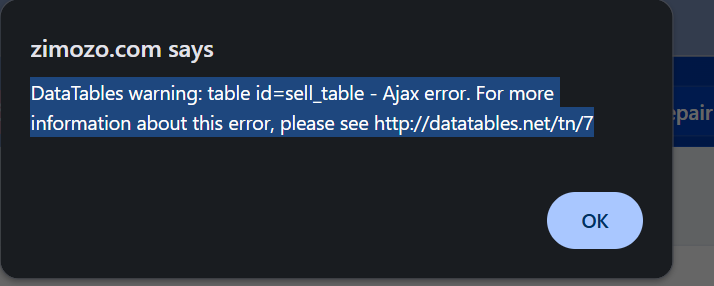 zimozo.com says
DataTables warning: table id=sell_table - Ajax error. For more
information about this error, please see http://datatables.net/tn/7
epair
OK